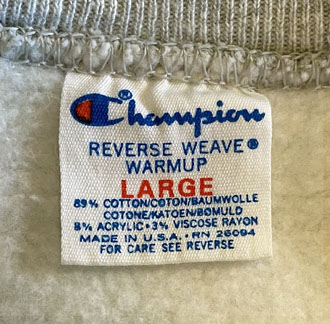 Champion®
REVERSE WEAVE®
WARMUP
LARGE
89% COTTON/COTON/BAUMWOLLE
COTONE/KATOEN/BØMULD
8% ACRYLIC • 3% VISCOSE RAYON
MADE IN U.S.A. • RN 26094
FOR CARE SEE REVERSE